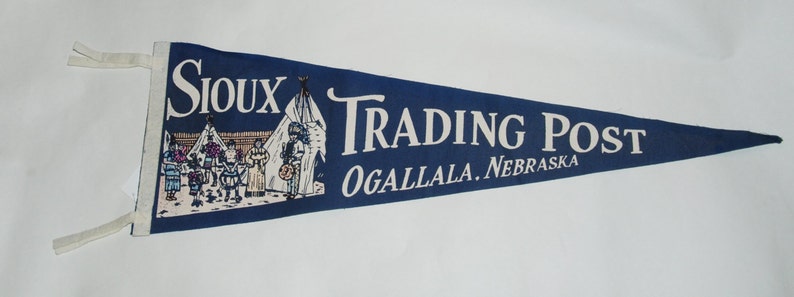 SIOUX
TRADING POST
OGALLALA, NEBRASKA